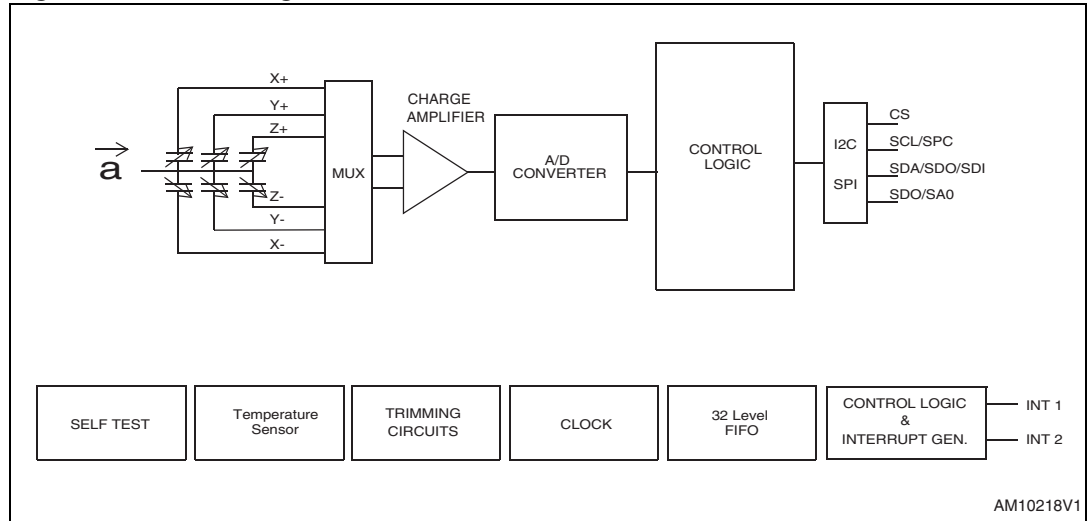 X+
Y+
Z+
a
Z-
Y-
X-
MUX
CHARGE
AMPLIFIER
A/D
CONVERTER
CONTROL
LOGIC
I2C
SPI
CS
SCL/SPC
SDA/SDO/SDI
SDO/SA0
SELF TEST
Temperature
Sensor
TRIMMING
CIRCUITS
CLOCK
32 Level
FIFO
CONTROL LOGIC
&
INTERRUPT GEN.
INT 1
INT 2
AM10218V1